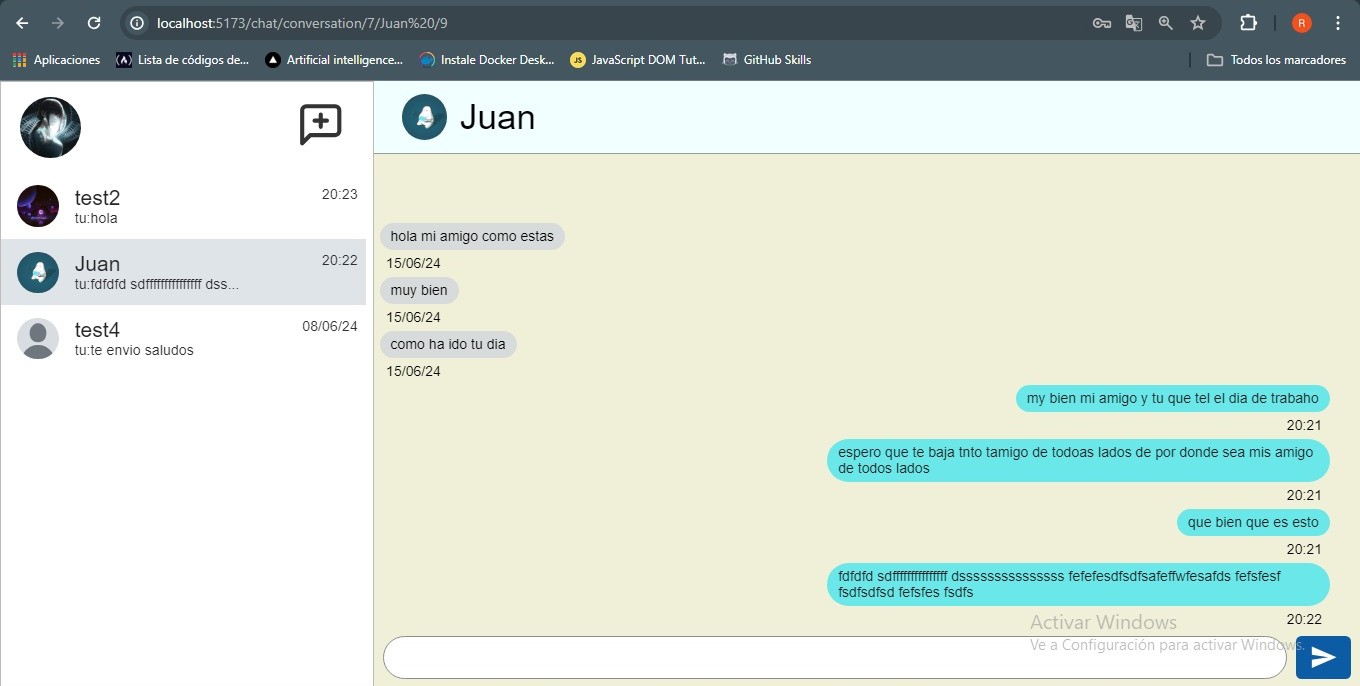 localhost:5173/chat/conversation/7/Juan%20/9
R
Aplicaciones
Lista de códigos de...
Artificial intelligence...
Instale Docker Desk...
JS
JavaScript DOM Tut...
GitHub Skills
Todos los marcadores
test2
20:23
tu:hola
Juan
20:22
tu:fdfdfd sdfffffffffffffff dss...
test4
08/06/24
tu:te envio saludos
Juan
hola mi amigo como estas
15/06/24
muy bien
15/06/24
como ha ido tu dia
15/06/24
my bien mi amigo y tu que tel el dia de trabaho
20:21
espero que te baja tnto tamigo de todoas lados de por donde sea mis amigo
de todos lados
20:21
que bien que es esto
20:21
fdfdfd sdfffffffffffffff dssssssssssssssss fefefesdfsdfsafeffwfesafds fefsfesf
fsdfsdfsd fefsfes fsdfs
20:22
Activar Windows
Ve a Configuración para activar Windows.